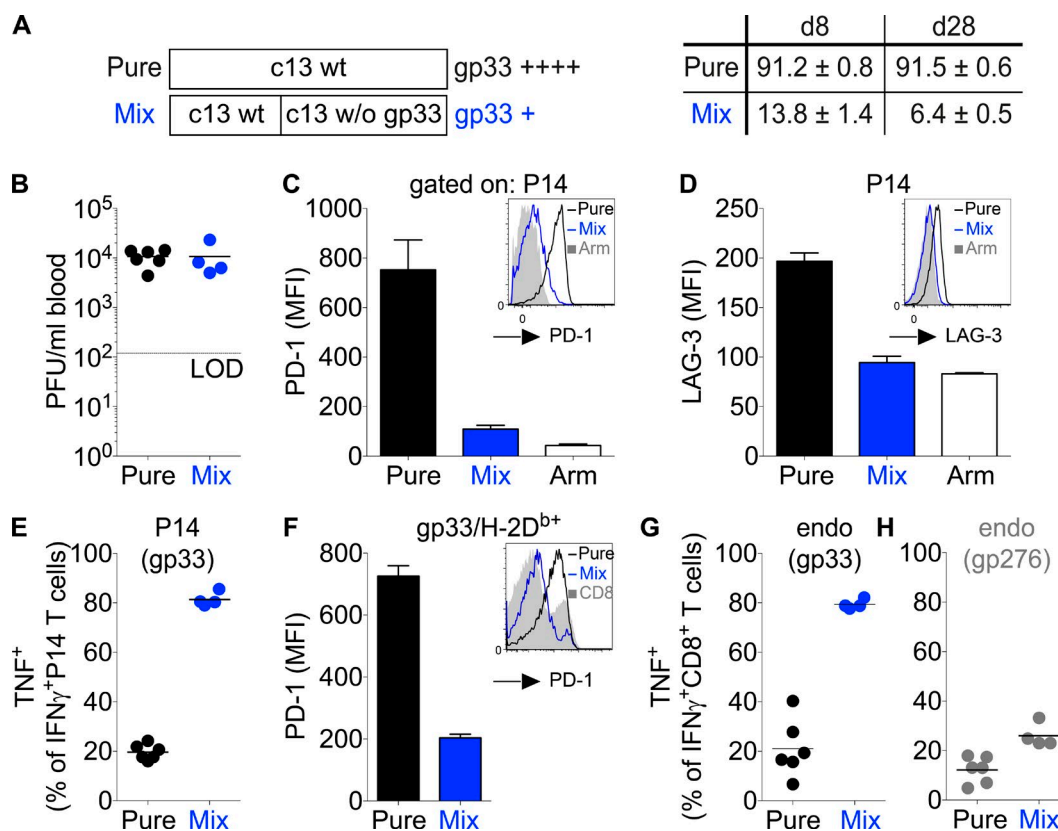 A
Pure c13 wt gp33 ++++
Mix c13 wt c13 w/o gp33 gp33 +
d8 d28
Pure 91.2 ± 0.8 91.5 ± 0.6
Mix 13.8 ± 1.4 6.4 ± 0.5
B
PFU/ml blood
10⁵
10⁴
10³
10²
10¹
10⁰
LOD
Pure Mix
C
gated on: P14
PD-1 (MFI)
1000
800
600
400
200
0
Pure
Mix
Arm
0
PD-1
Pure Mix Arm
D
P14
LAG-3 (MFI)
250
200
150
100
50
0
Pure
Mix
Arm
0
LAG-3
Pure Mix Arm
E
P14
(gp33)
TNF⁺
(% of IFNγ⁺P14 T cells)
100
80
60
40
20
0
Pure Mix
F
gp33/H-2Dᵇ⁺
PD-1 (MFI)
800
600
400
200
0
Pure
Mix
CD8
PD-1
Pure Mix
G
endo
(gp33)
TNF⁺
(% of IFNγ⁺CD8⁺ T cells)
100
80
60
40
20
0
Pure Mix
H
endo
(gp276)
100
80
60
40
20
0
Pure Mix